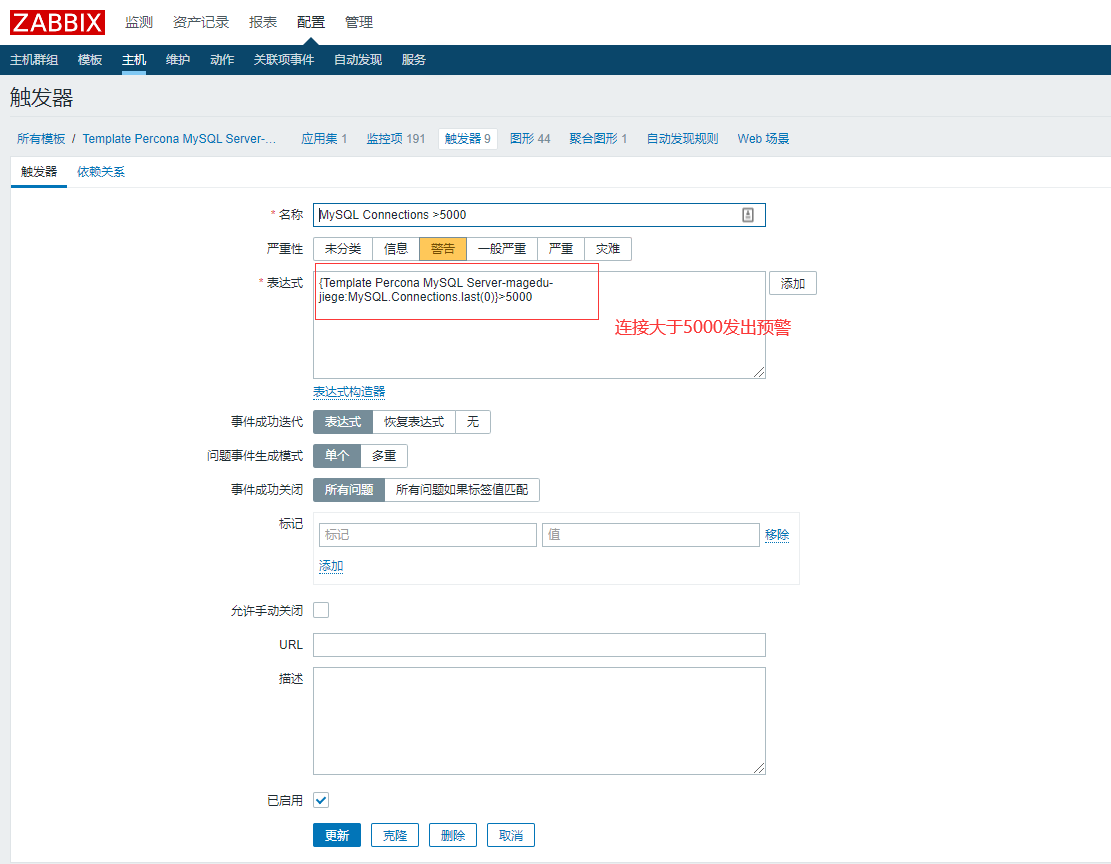 ZABBIX 监测 资产记录 报表 配置 管理
主机群组 模板 主机 维护 动作 关联项事件 自动发现 服务
触发器
所有模板 / Template Percona MySQL Server-... 应用集 1 监控项 191 触发器 9 图形 44 聚合图形 1 自动发现规则 Web 场景
触发器 依赖关系
* 名称 MySQL Connections >5000
严重性 未分类 信息 警告 一般严重 严重 灾难
* 表达式 {Template Percona MySQL Server-magedu- 添加
jiege:MySQL.Connections.last(0)}>5000
连接大于5000发出预警
表达式构造器
事件成功迭代 表达式 恢复表达式 无
问题事件生成模式 单个 多重
事件成功关闭 所有问题 所有问题如果标签值匹配
标记 标记 值 移除
添加
允许手动关闭
URL
描述
已启用
更新 克隆 删除 取消